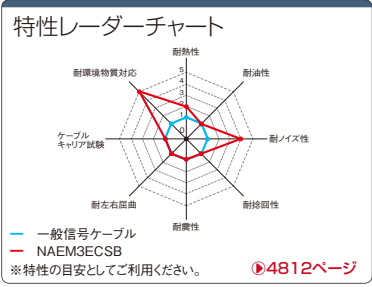 特性レーダーチャート
耐熱性
耐環境物質対応
耐油性
5
4
3
2
1
0
ケーブル
キャリア試験
耐ノイズ性
耐左右屈曲
耐捻回性
耐震性
一般信号ケーブル
NAEM3ECSB
※特性の目安としてご利用ください。
4812ページ